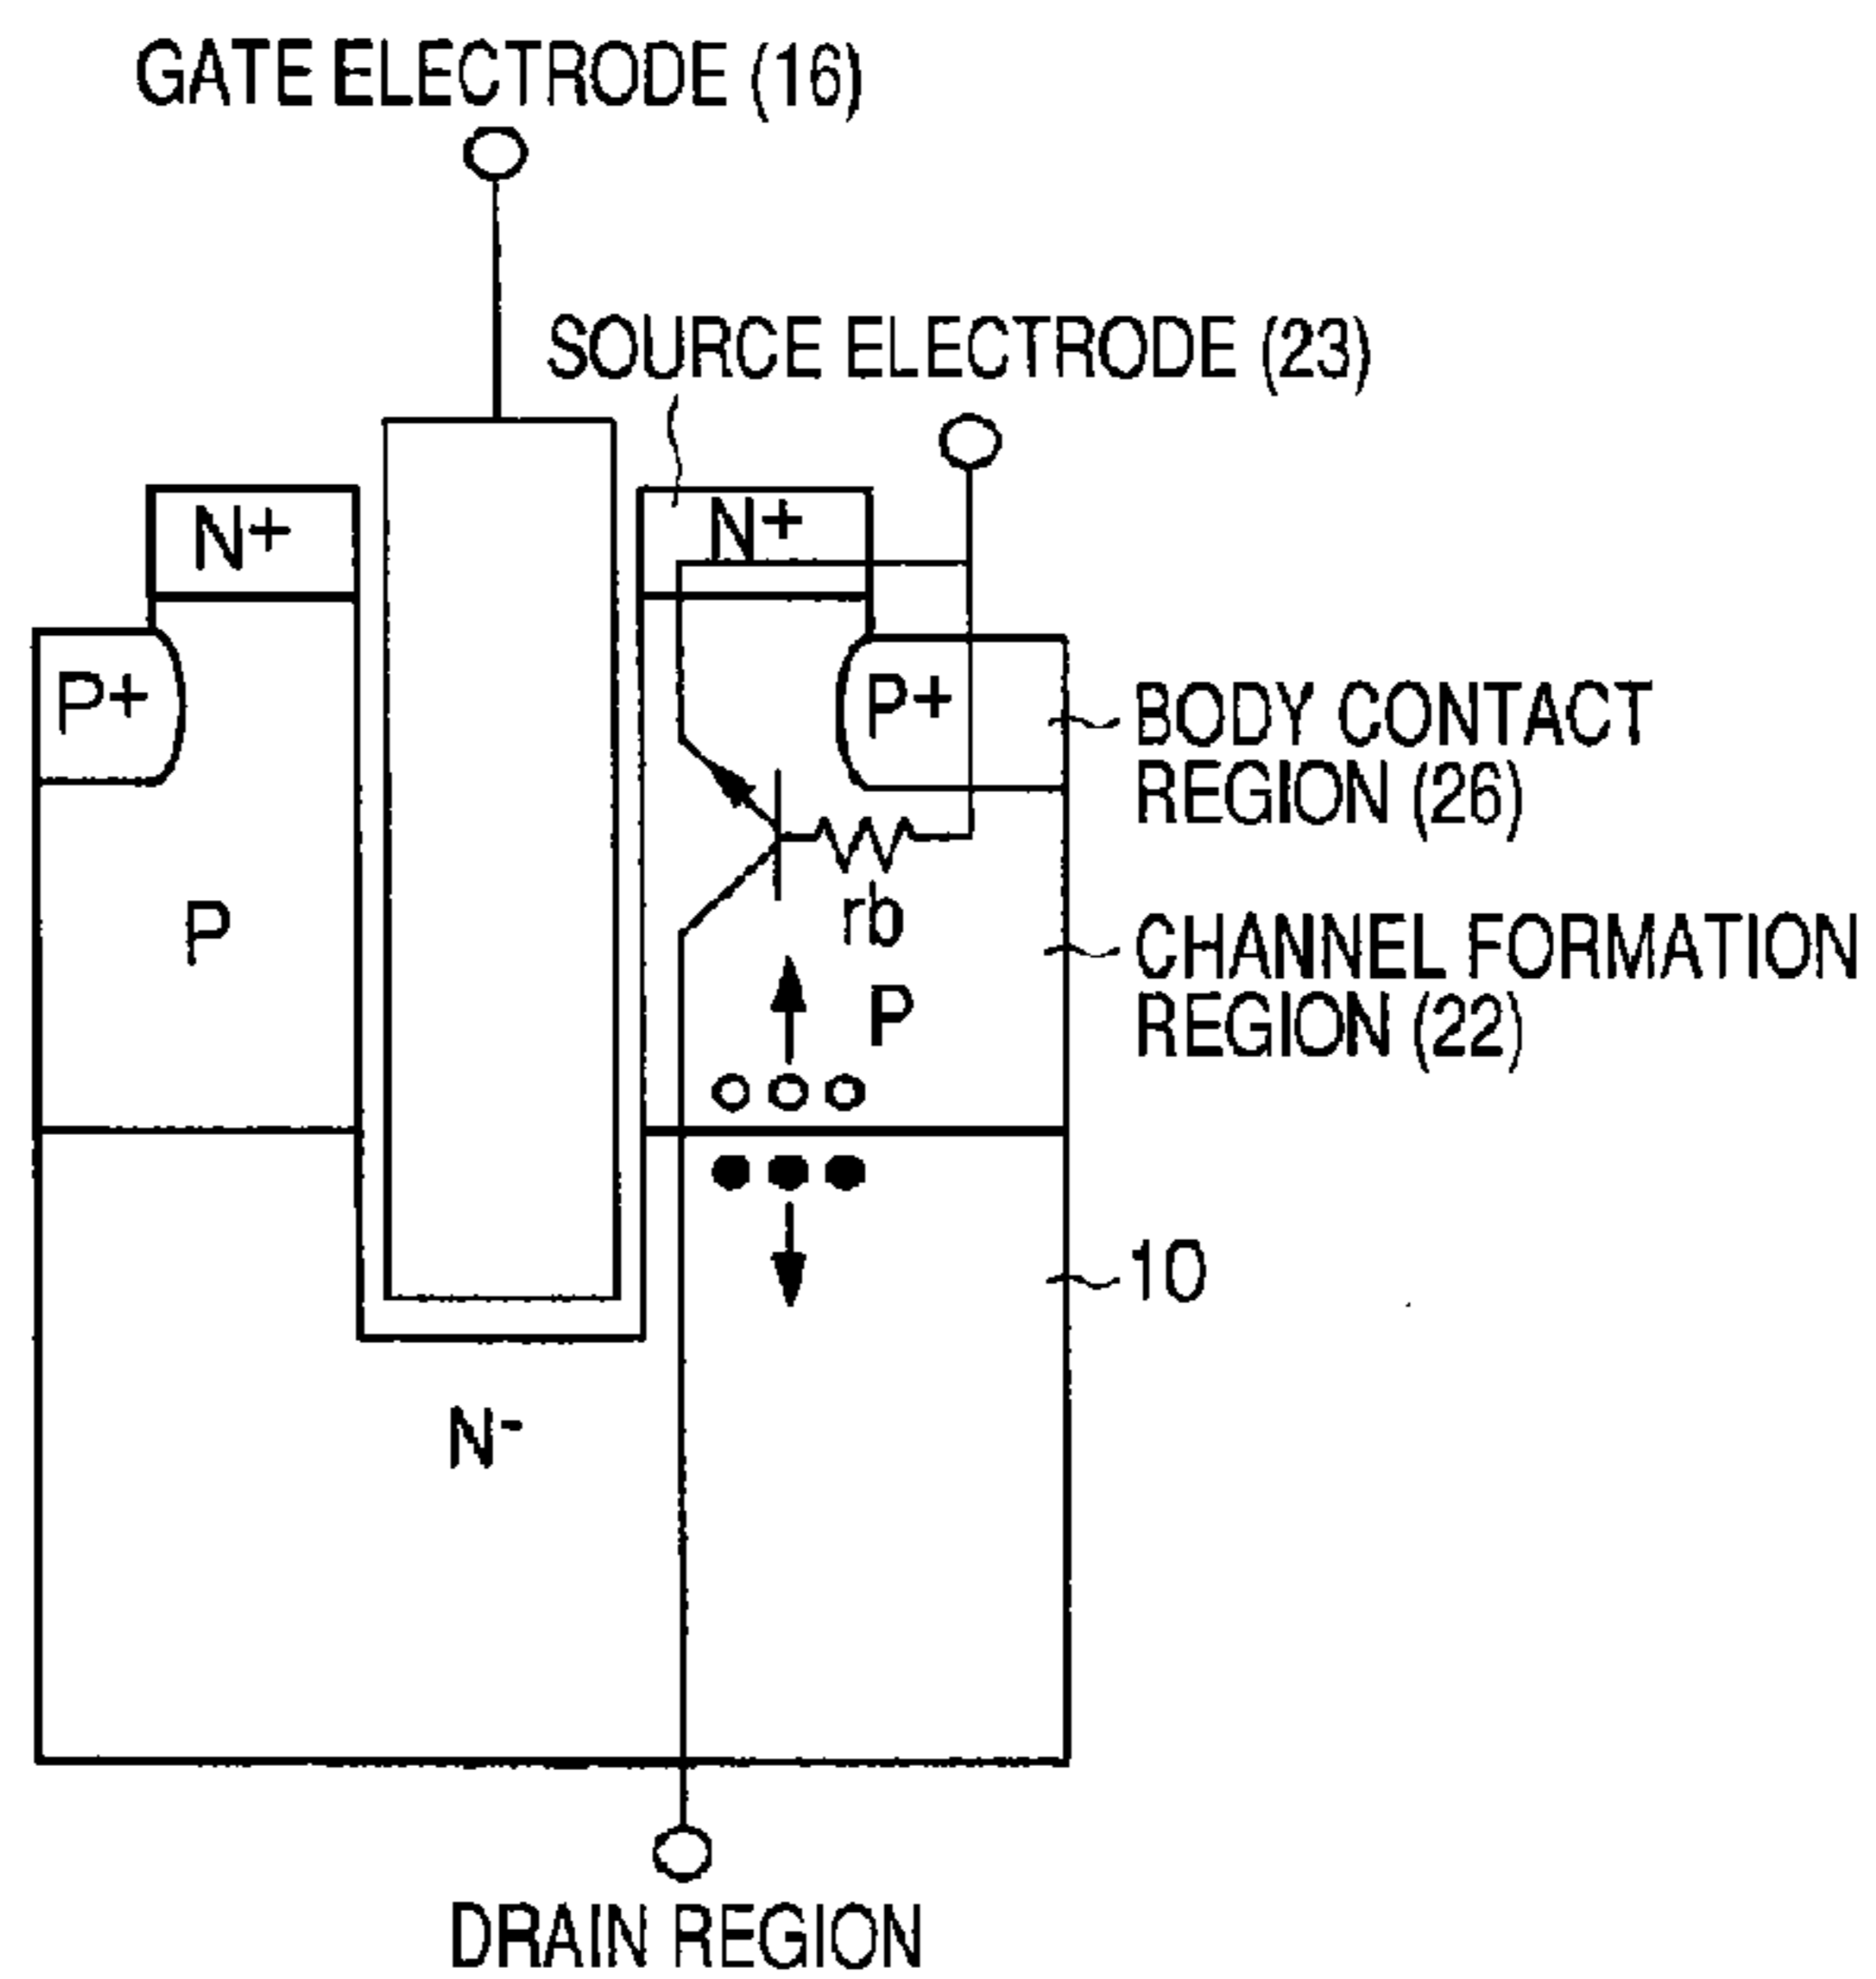 GATE ELECTRODE (16)
SOURCE ELECTRODE (23)
N+
N+
P+
P+
BODY CONTACT
REGION (26)
rb
P
CHANNEL FORMATION
REGION (22)
P
10
N-
DRAIN REGION